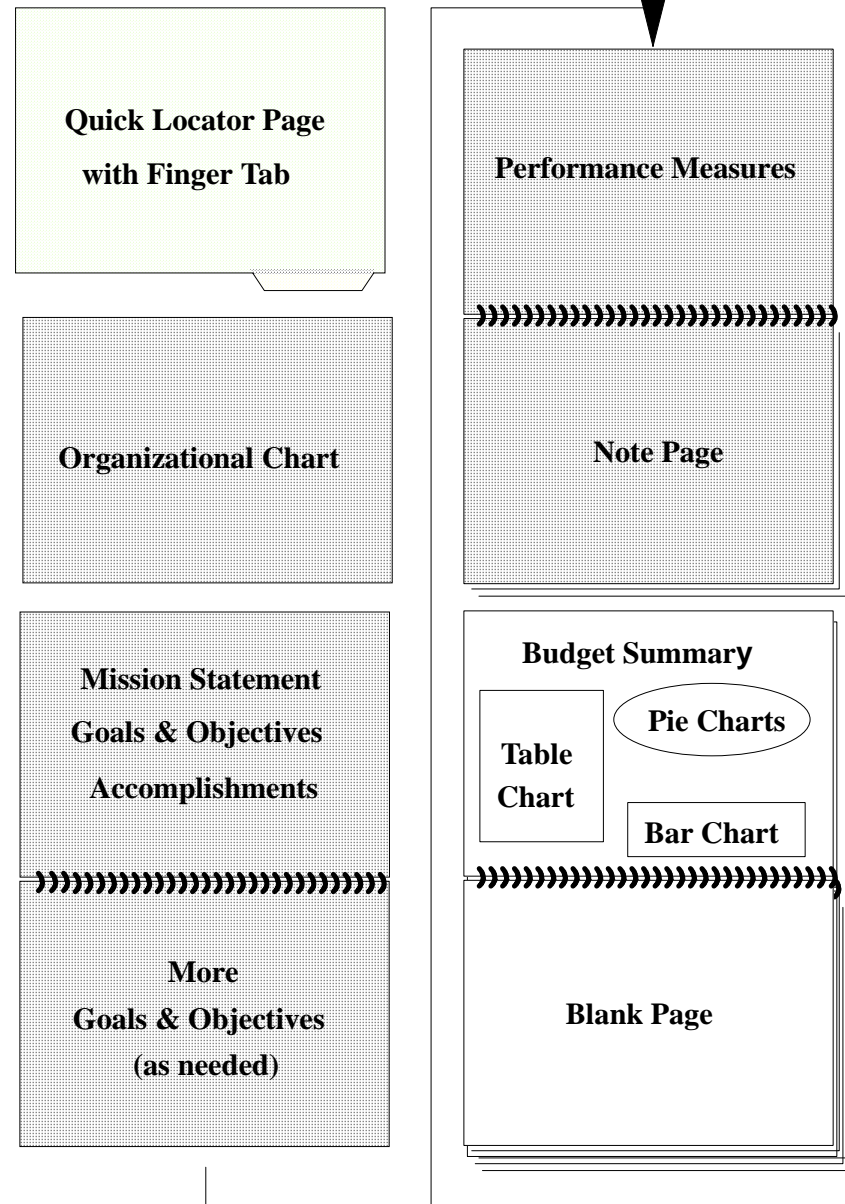 Quick Locator Page
with Finger Tab
Organizational Chart
Mission Statement
Goals & Objectives
Accomplishments
More
Goals & Objectives
(as needed)
Performance Measures
Note Page
Budget Summary
Table
Chart
Pie Charts
Bar Chart
Blank Page